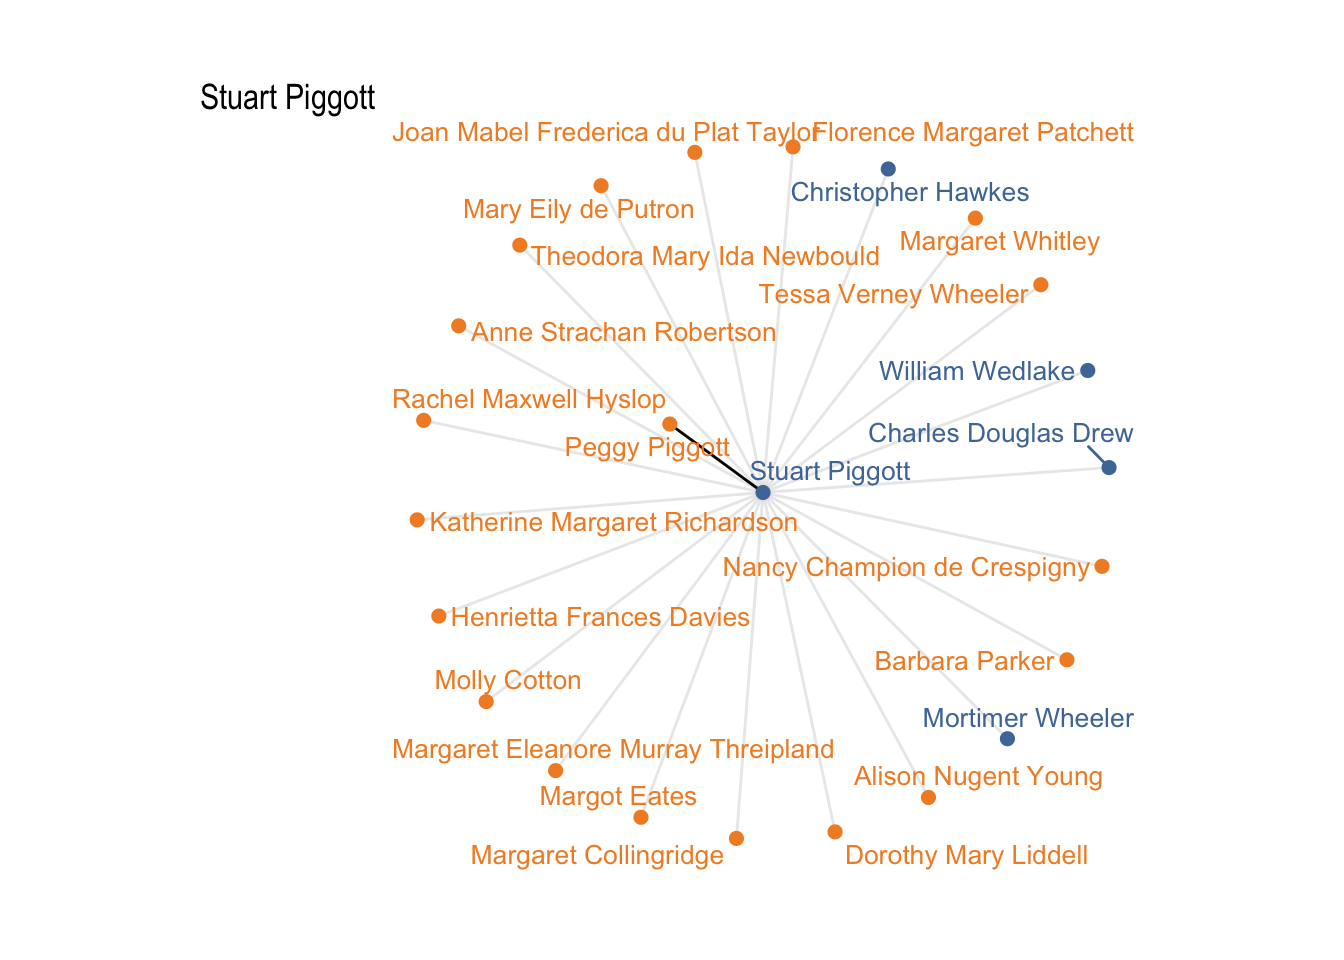 Stuart Piggott
Joan Mabel Frederica du Plat Taylor
Florence Margaret Patchett
Christopher Hawkes
Mary Eily de Putron
Margaret Whitley
Theodora Mary Ida Newbould
Tessa Verney Wheeler
Anne Strachan Robertson
William Wedlake
Rachel Maxwell Hyslop
Charles Douglas Drew
Peggy Piggott
Stuart Piggott
Katherine Margaret Richardson
Nancy Champion de Crespigny
Henrietta Frances Davies
Barbara Parker
Molly Cotton
Mortimer Wheeler
Margaret Eleanore Murray Threipland
Alison Nugent Young
Margot Eates
Margaret Collingridge
Dorothy Mary Liddell